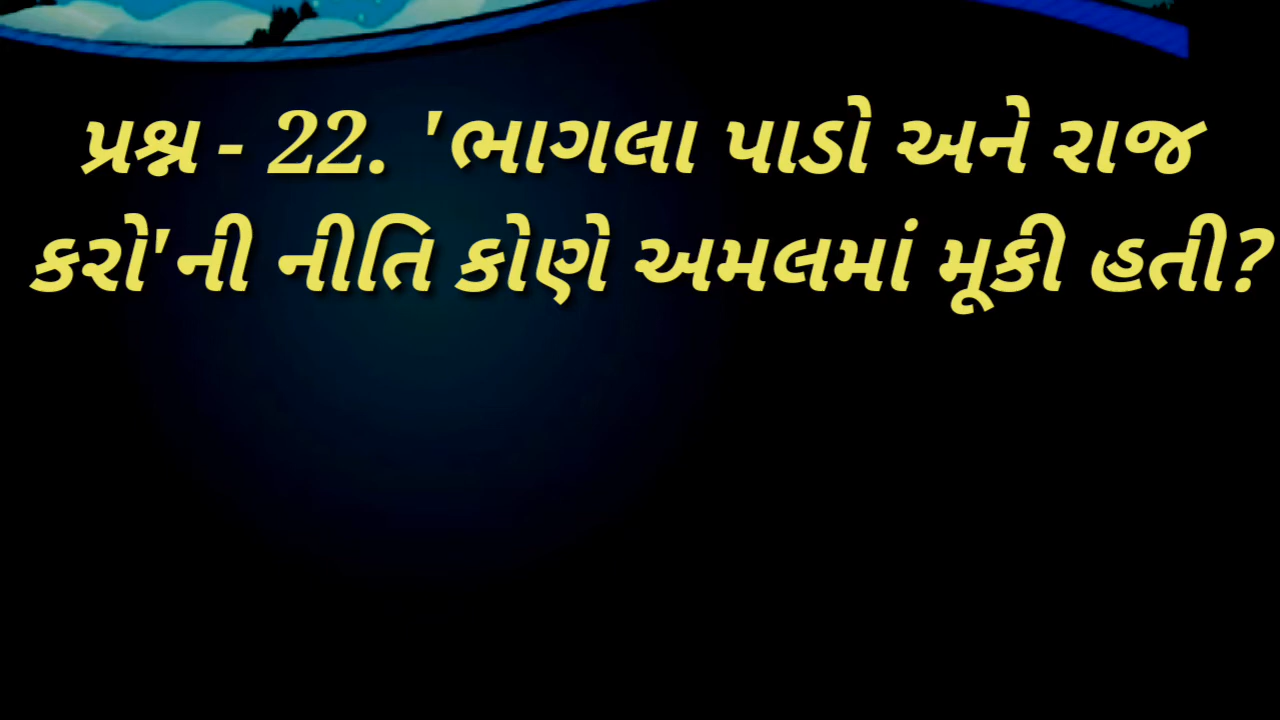 પ્રશ્ન - 22. 'ભાગલા પાડો અને રાજ
કરો'ની નીતિ કોણે અમલમાં મૂકી હતી?